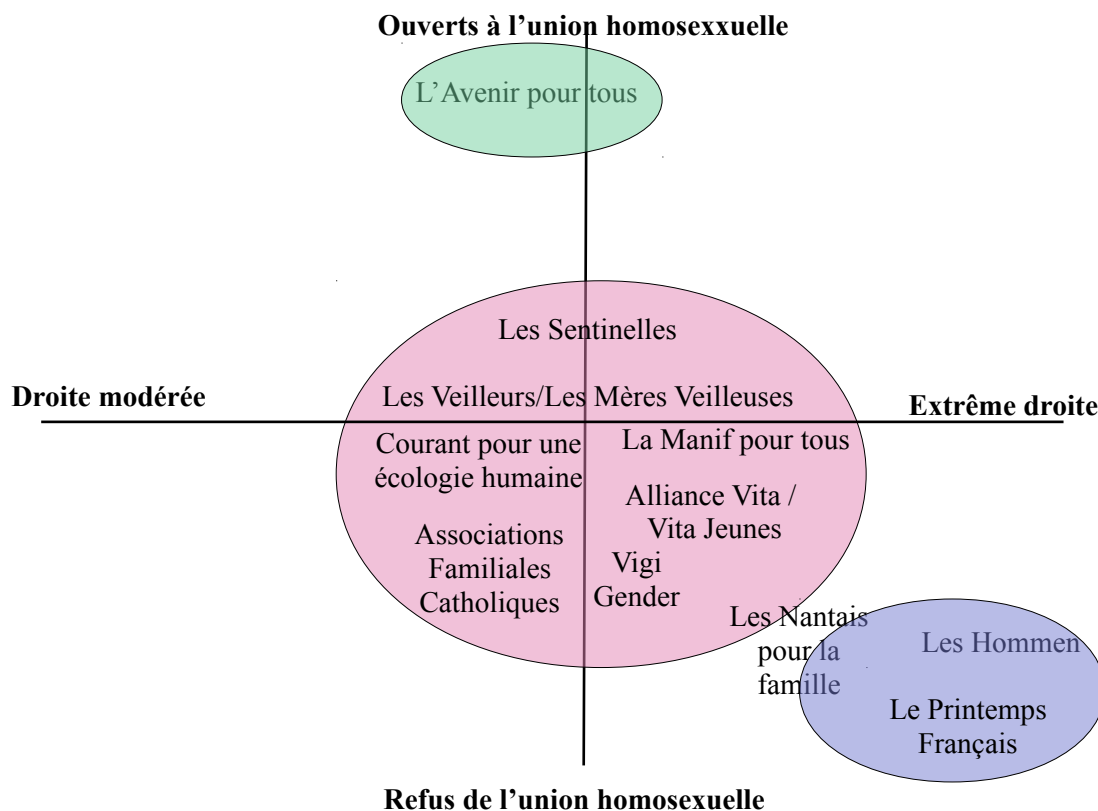 Ouverts à l’union homosexxuelle
L’Avenir pour tous
Les Sentinelles
Les Veilleurs/Les Mères Veilleuses
Droite modérée
Extrême droite
Courant pour une
écologie humaine
La Manif pour tous
Alliance Vita /
Vita Jeunes
Associations
Familiales
Catholiques
Vigi
Gender
Les Nantais
pour la
famille
Les Hommen
Le Printemps
Français
Refus de l’union homosexuelle